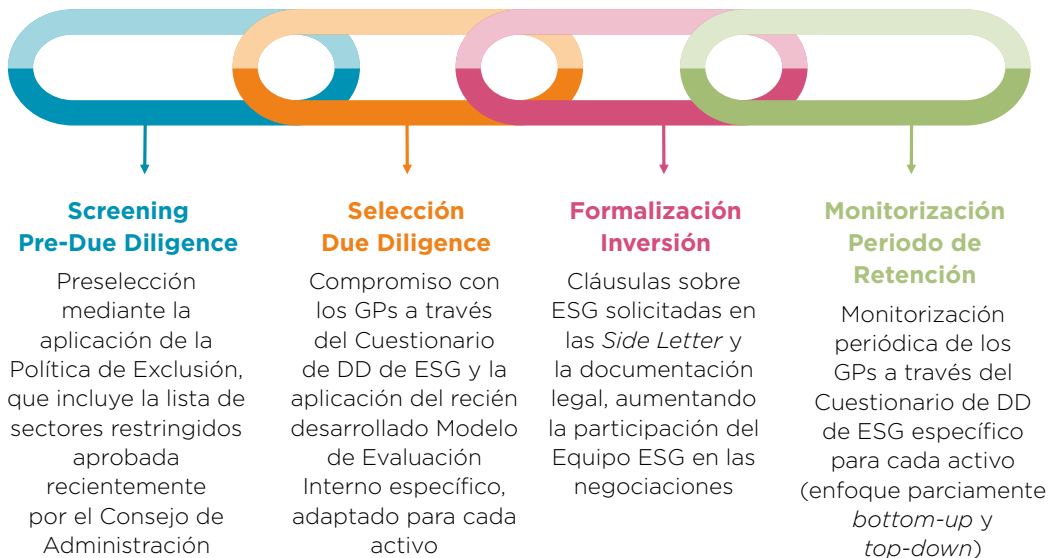 Screening
Pre-Due Diligence
Preselección
mediante la
aplicación de la
Política de Exclusión,
que incluye la lista de
sectores restringidos
aprobada
recientemente
por el Consejo de
Administración
Selección
Due Diligence
Compromiso con
los GPs a través
del Cuestionario
de DD de ESG y la
aplicación del recién
desarrollado Modelo
de Evaluación
Interno específico,
adaptado para cada
activo
Formalización
Inversión
Cláusulas sobre
ESG solicitadas en
las Side Letter y
la documentación
legal, aumentando
la participación del
Equipo ESG en las
negociaciones
Monitorización
Periodo de
Retención
Monitorización
periódica de los
GPs a través del
Cuestionario de DD
de ESG específico
para cada activo
(enfoque parciamente
bottom-up y
top-down)